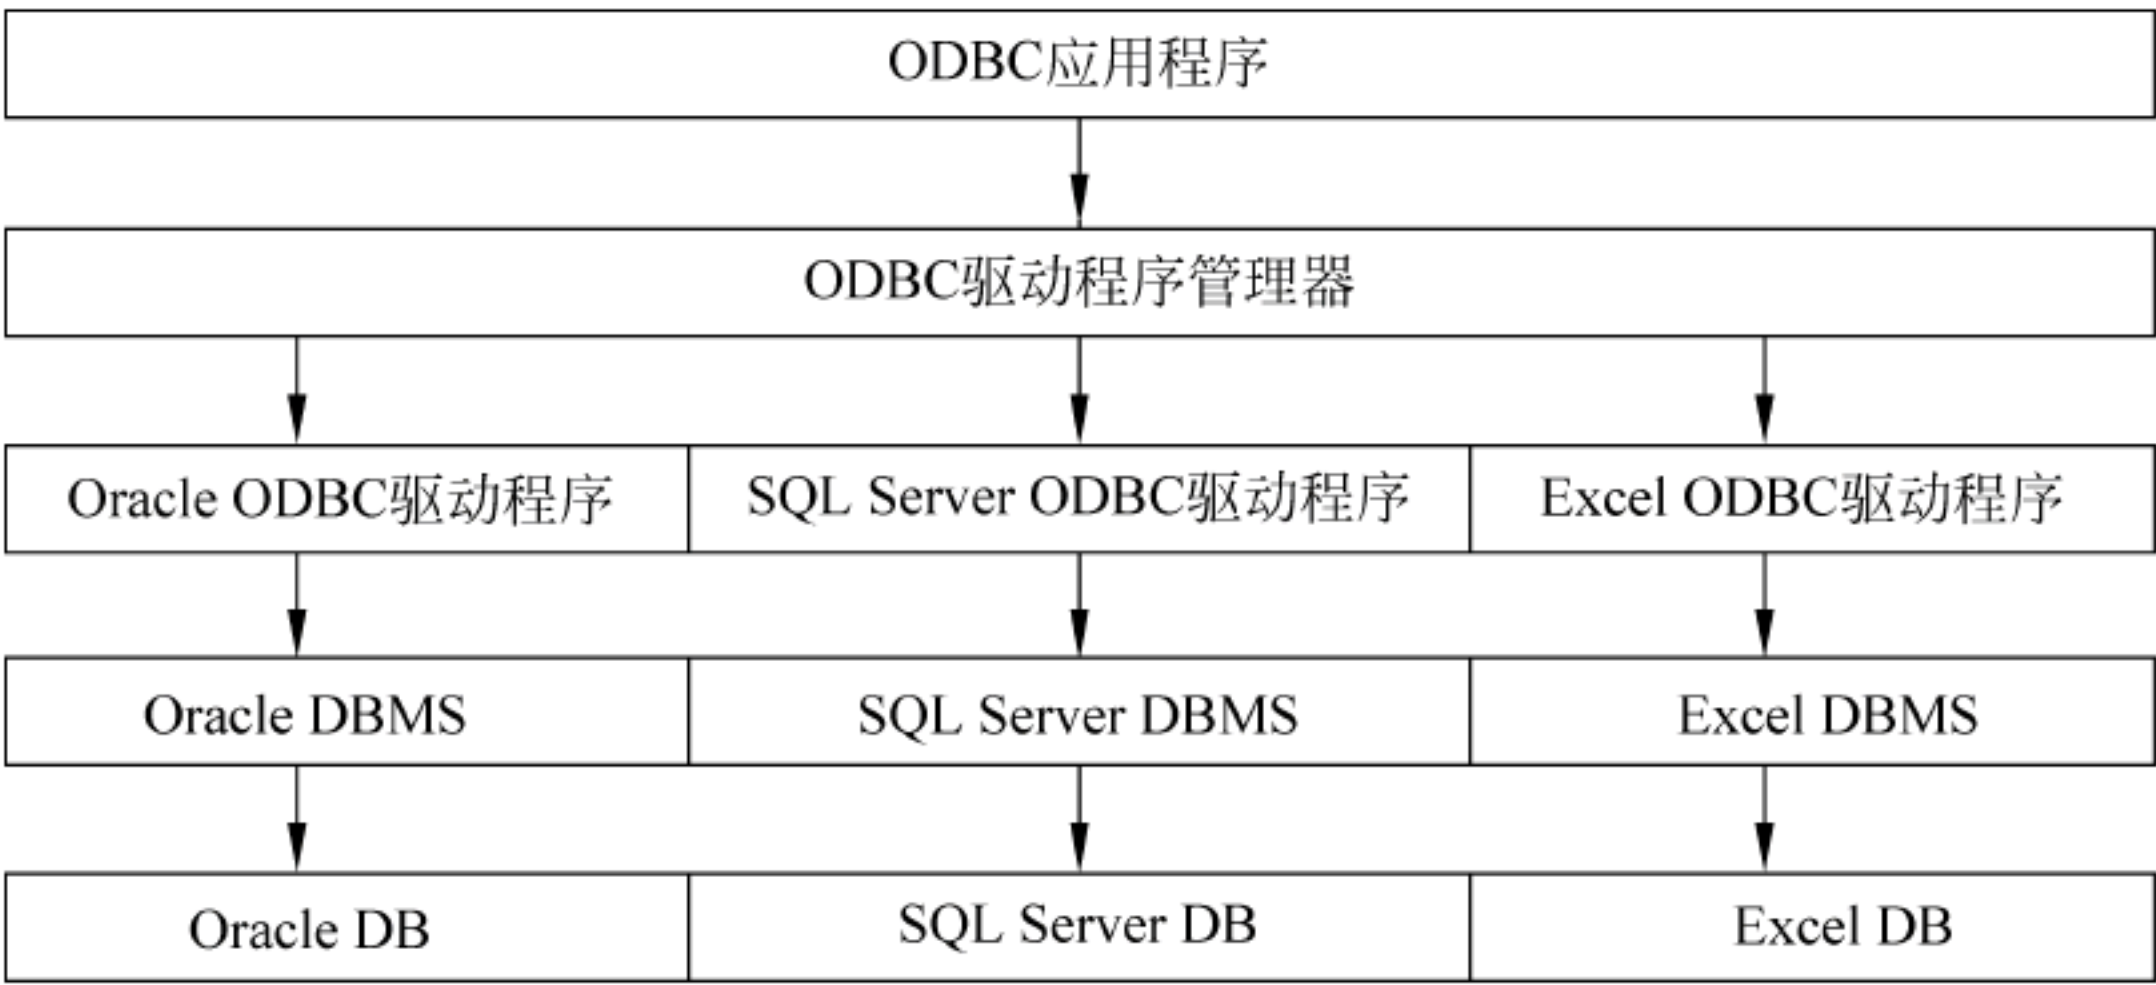 ODBC应用程序
ODBC驱动程序管理器
Oracle ODBC驱动程序 SQL Server ODBC驱动程序 Excel ODBC驱动程序
Oracle DBMS SQL Server DBMS Excel DBMS
Oracle DB SQL Server DB Excel DB